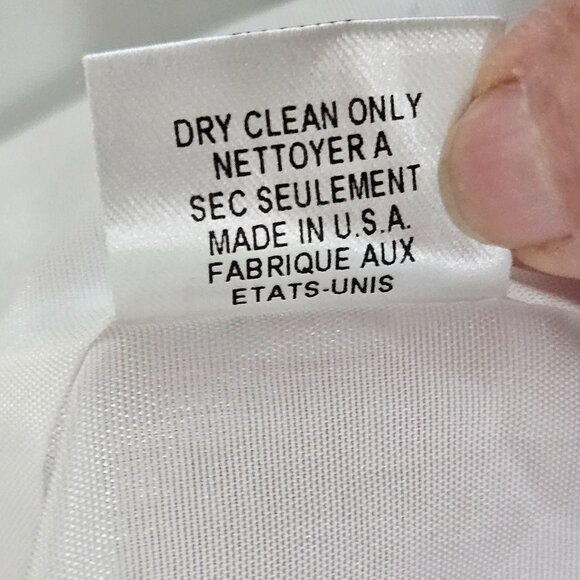 DRY CLEAN ONLY
NETTOYER A
SEC SEULEMENT
MADE IN U.S.A.
FABRIQUE AUX
ETATS-UNIS